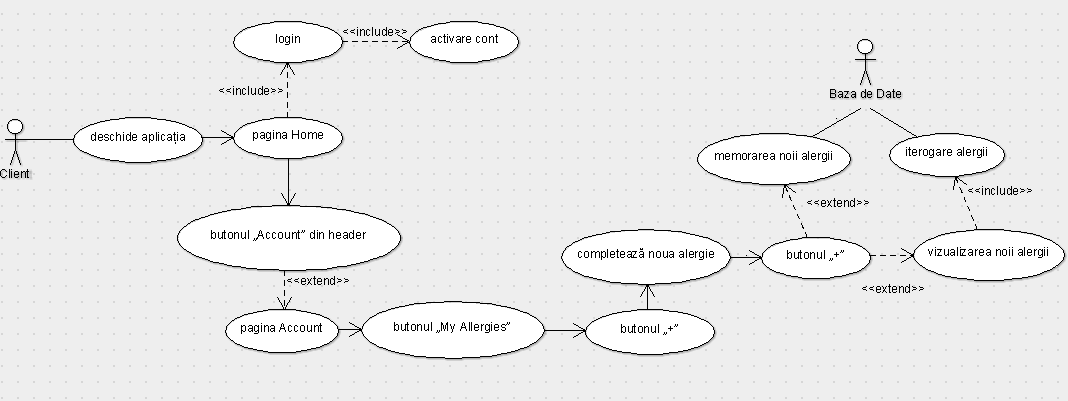 login
<<include>>
activare cont
<<include>>
Baza de Date
Client
deschide aplicația
pagina Home
memorarea noii alergii
iterogare alergii
<<extend>>
<<include>>
butonul „Account” din header
completează noua alergie
butonul „+”
vizualizarea noii alergii
<<extend>>
<<extend>>
pagina Account
butonul „My Allergies”
butonul „+”